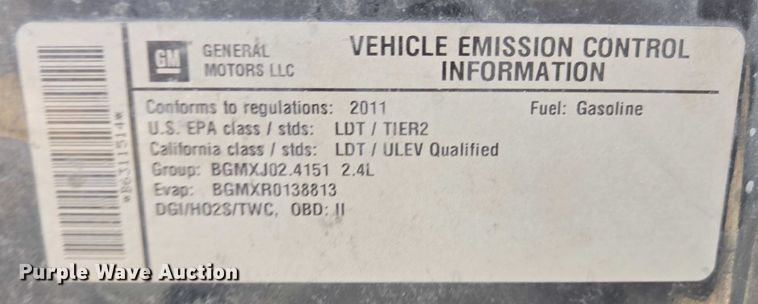 GM
GENERAL MOTORS LLC
VEHICLE EMISSION CONTROL INFORMATION
Conforms to regulations: 2011 Fuel: Gasoline
U.S. EPA class / stds: LDT / TIER2
California class / stds: LDT / ULEV Qualified
Group: BGMXJ02.4151 2.4L
Evap: BGMXR0138813
DGI/HO2S/TWC, OBD: II
*B6311514*
Purple Wave Auction